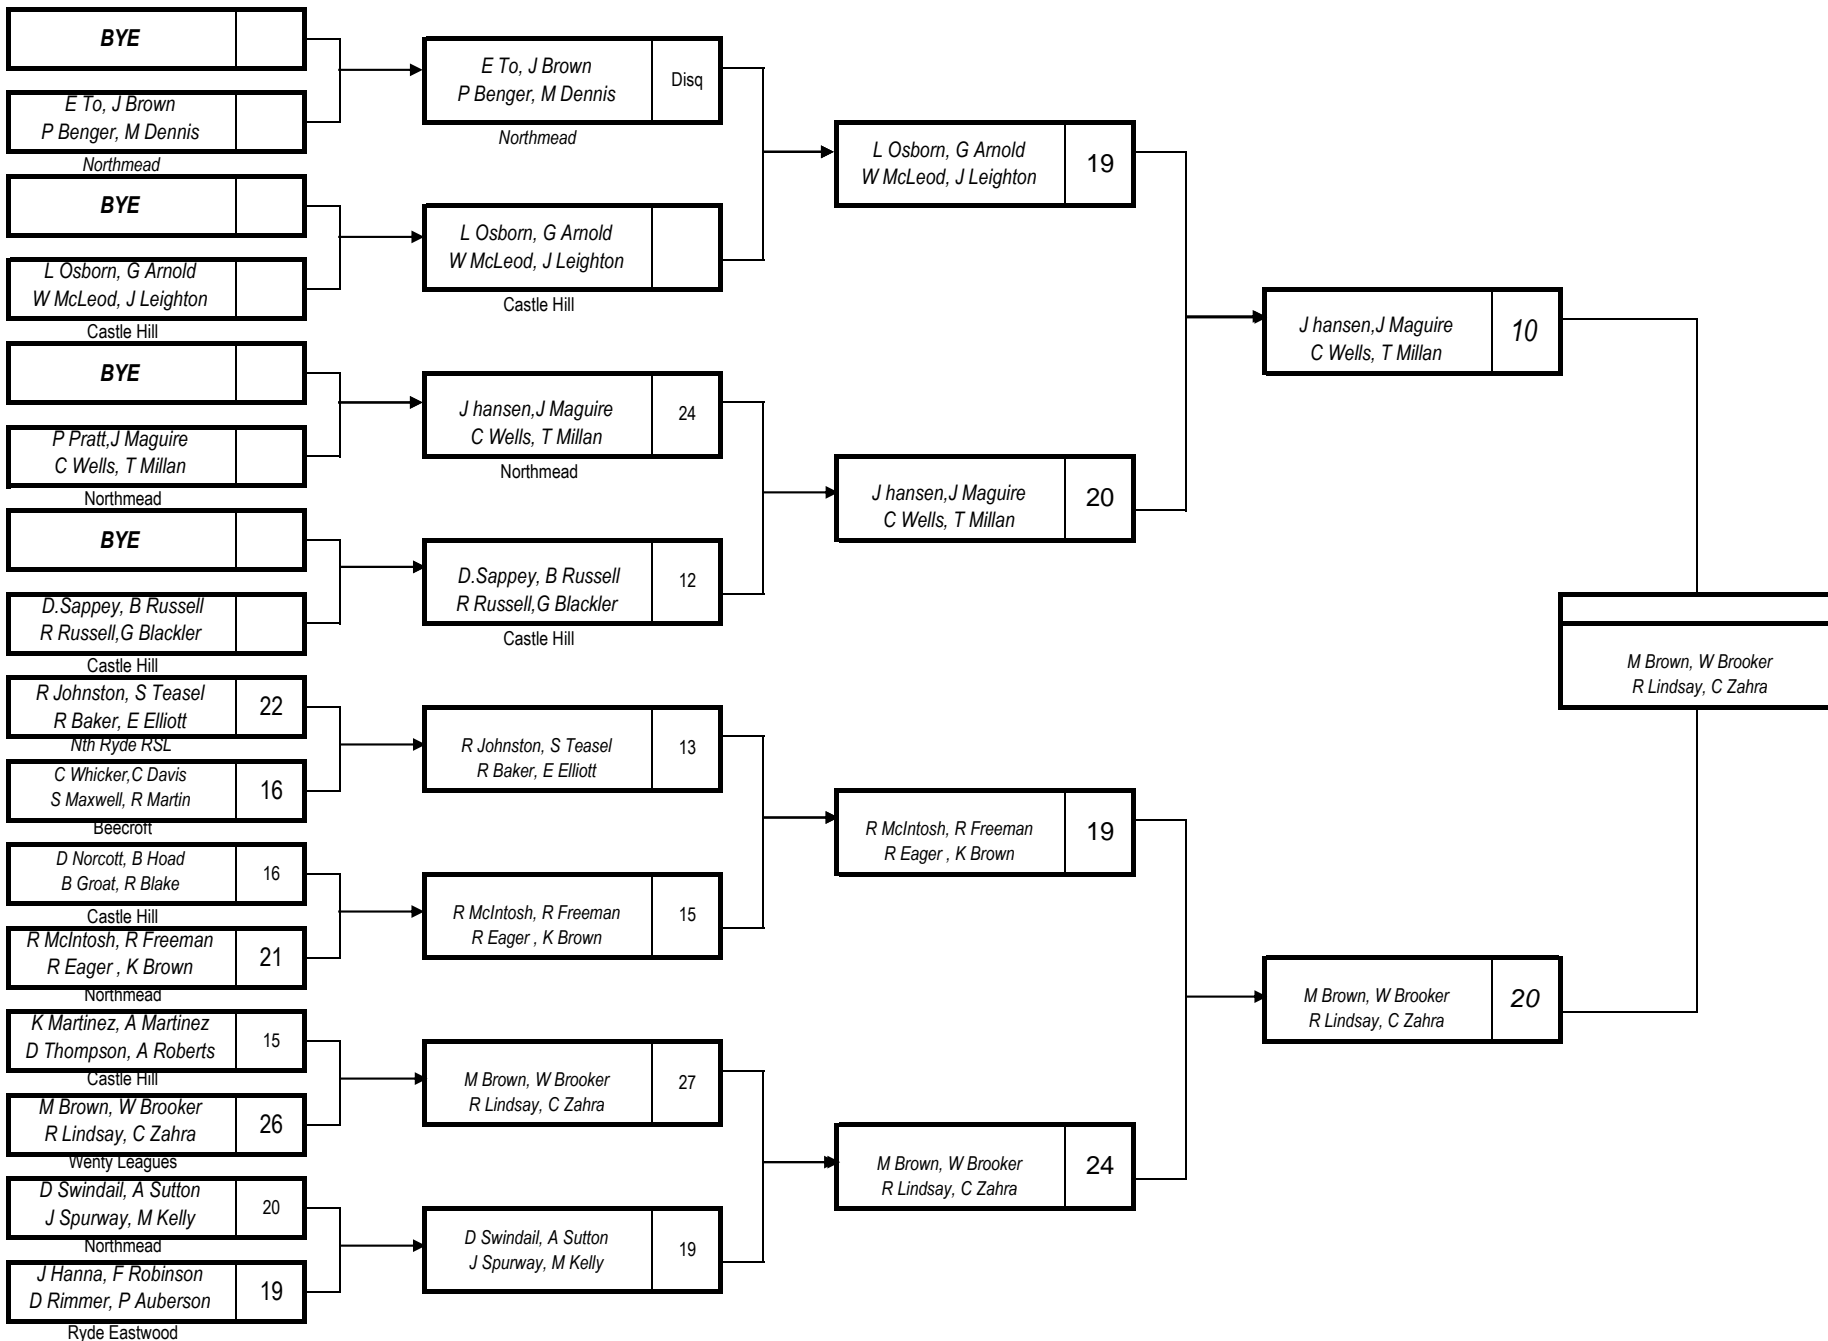 BYE
E To, J Brown
P Benger, M Dennis
Northmead
BYE
L Osborn, G Arnold
W McLeod, J Leighton
Castle Hill
BYE
P Pratt,J Maguire
C Wells, T Millan
Northmead
BYE
D.Sappey, B Russell
R Russell,G Blackler
Castle Hill
R Johnston, S Teasel
R Baker, E Elliott
22
Nth Ryde RSL
C Whicker,C Davis
S Maxwell, R Martin
16
Beecroft
D Norcott, B Hoad
B Groat, R Blake
16
Castle Hill
R McIntosh, R Freeman
R Eager , K Brown
21
Northmead
K Martinez, A Martinez
D Thompson, A Roberts
15
Castle Hill
M Brown, W Brooker
R Lindsay, C Zahra
26
Wenty Leagues
D Swindail, A Sutton
J Spurway, M Kelly
20
Northmead
J Hanna, F Robinson
D Rimmer, P Auberson
19
Ryde Eastwood
E To, J Brown
P Benger, M Dennis
Disq
Northmead
L Osborn, G Arnold
W McLeod, J Leighton
Castle Hill
J hansen,J Maguire
C Wells, T Millan
24
Northmead
D.Sappey, B Russell
R Russell,G Blackler
12
Castle Hill
R Johnston, S Teasel
R Baker, E Elliott
13
R McIntosh, R Freeman
R Eager , K Brown
15
M Brown, W Brooker
R Lindsay, C Zahra
27
D Swindail, A Sutton
J Spurway, M Kelly
19
L Osborn, G Arnold
W McLeod, J Leighton
19
J hansen,J Maguire
C Wells, T Millan
20
R McIntosh, R Freeman
R Eager , K Brown
19
M Brown, W Brooker
R Lindsay, C Zahra
24
J hansen,J Maguire
C Wells, T Millan
10
M Brown, W Brooker
R Lindsay, C Zahra
20
M Brown, W Brooker
R Lindsay, C Zahra